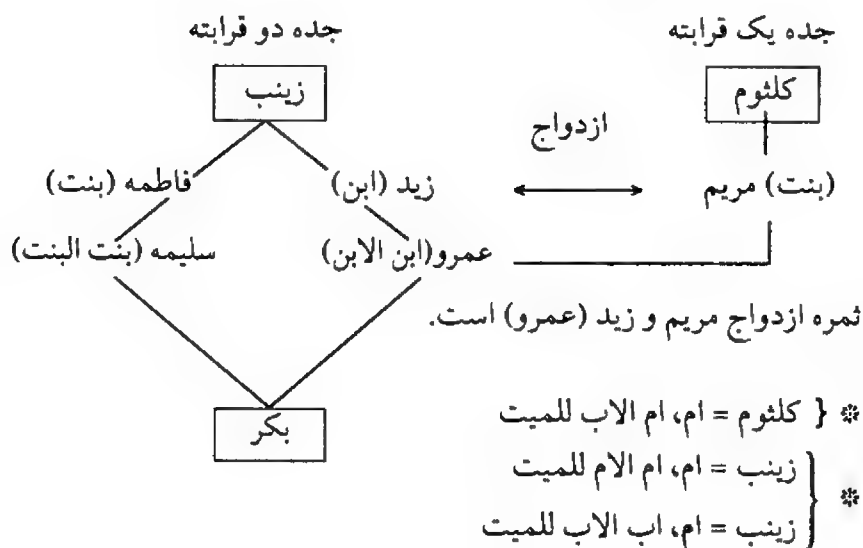 جده یک قرابته
جده دو قرابته
کلثوم
زینب
ازدواج
(بنت) مریم
زید (ابن)
فاطمه (بنت)
عمرو(ابن الابن)
سلیمه (بنت البنت)
ثمره ازدواج مریم و زید (عمرو) است.
بکر
* { کلثوم = ام، ام الاب للمیت
زینب = ام، ام الام للمیت
* {
زینب = ام، اب الاب للمیت